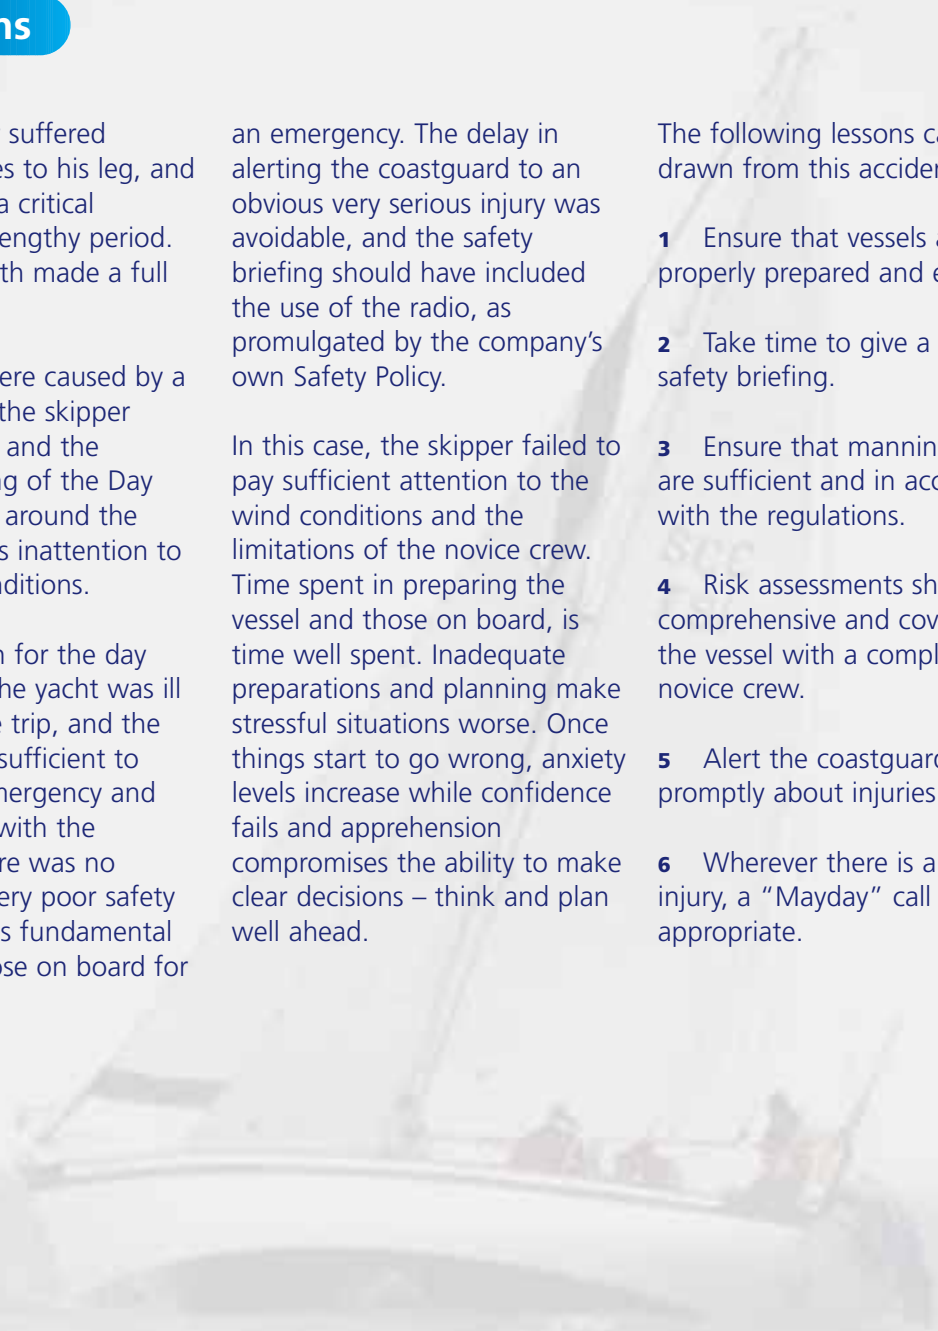 ns
suffered
es to his leg, and
a critical
engthy period.
th made a full
ere caused by a
the skipper
and the
ng of the Day
around the
s inattention to
nditions.
n for the day
he yacht was ill
e trip, and the
sufficient to
mergency and
with the
re was no
ery poor safety
s fundamental
ose on board for
an emergency. The delay in
alerting the coastguard to an
obvious very serious injury was
avoidable, and the safety
briefing should have included
the use of the radio, as
promulgated by the company’s
own Safety Policy.
In this case, the skipper failed to
pay sufficient attention to the
wind conditions and the
limitations of the novice crew.
Time spent in preparing the
vessel and those on board, is
time well spent. Inadequate
preparations and planning make
stressful situations worse. Once
things start to go wrong, anxiety
levels increase while confidence
fails and apprehension
compromises the ability to make
clear decisions – think and plan
well ahead.
The following lessons ca
drawn from this acciden
1 Ensure that vessels a
properly prepared and e
2 Take time to give a
safety briefing.
3 Ensure that mannin
are sufficient and in acc
with the regulations.
4 Risk assessments sh
comprehensive and cov
the vessel with a compl
novice crew.
5 Alert the coastguard
promptly about injuries
6 Wherever there is a
injury, a “Mayday” call
appropriate.